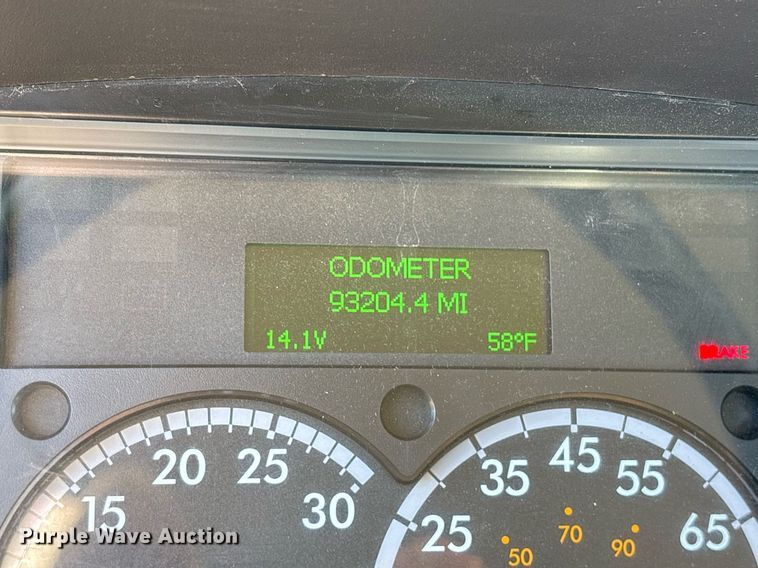 ODOMETER
93204.4 MI
14.1V 58°F
BRAKE
15 20 25 30
25 35 45 55 65
50 70 90
Purple Wave Auction